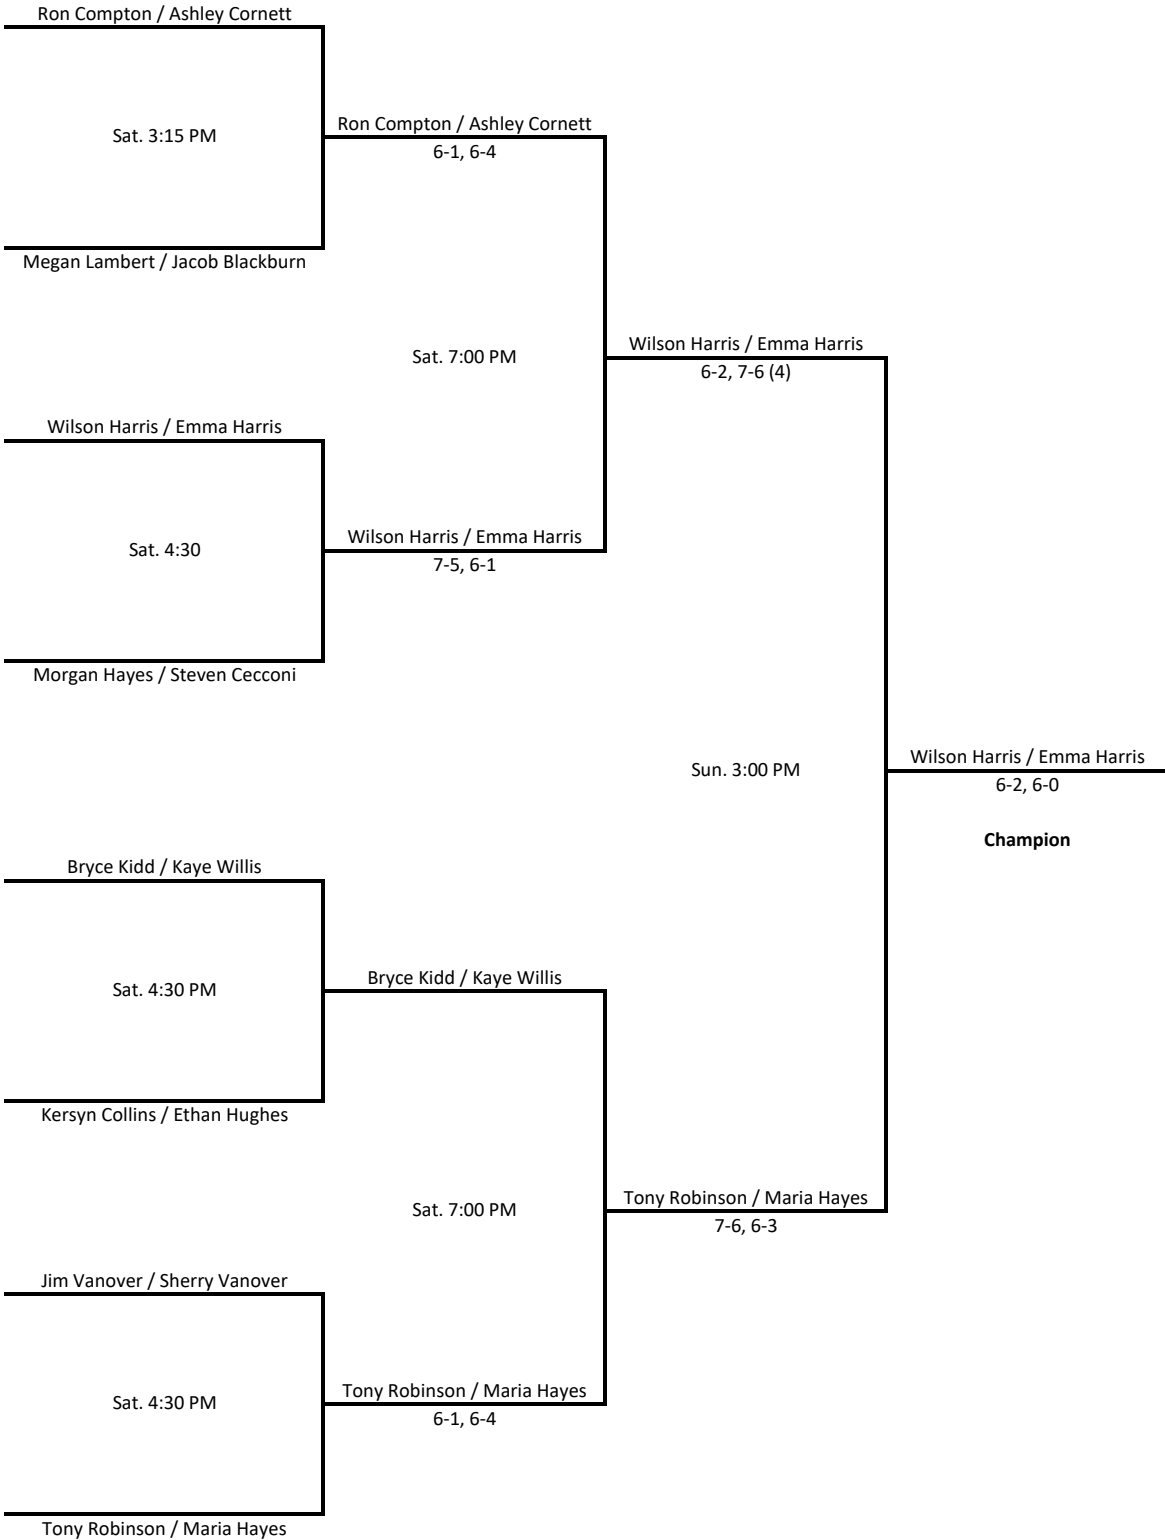 Ron Compton / Ashley Cornett
Sat. 3:15 PM
Ron Compton / Ashley Cornett
6-1, 6-4
Megan Lambert / Jacob Blackburn
Sat. 7:00 PM
Wilson Harris / Emma Harris
6-2, 7-6 (4)
Wilson Harris / Emma Harris
Sat. 4:30
Wilson Harris / Emma Harris
7-5, 6-1
Morgan Hayes / Steven Cecconi
Sun. 3:00 PM
Wilson Harris / Emma Harris
6-2, 6-0
Champion
Bryce Kidd / Kaye Willis
Sat. 4:30 PM
Bryce Kidd / Kaye Willis
Kersyn Collins / Ethan Hughes
Sat. 7:00 PM
Tony Robinson / Maria Hayes
7-6, 6-3
Jim Vanover / Sherry Vanover
Sat. 4:30 PM
Tony Robinson / Maria Hayes
6-1, 6-4
Tony Robinson / Maria Hayes